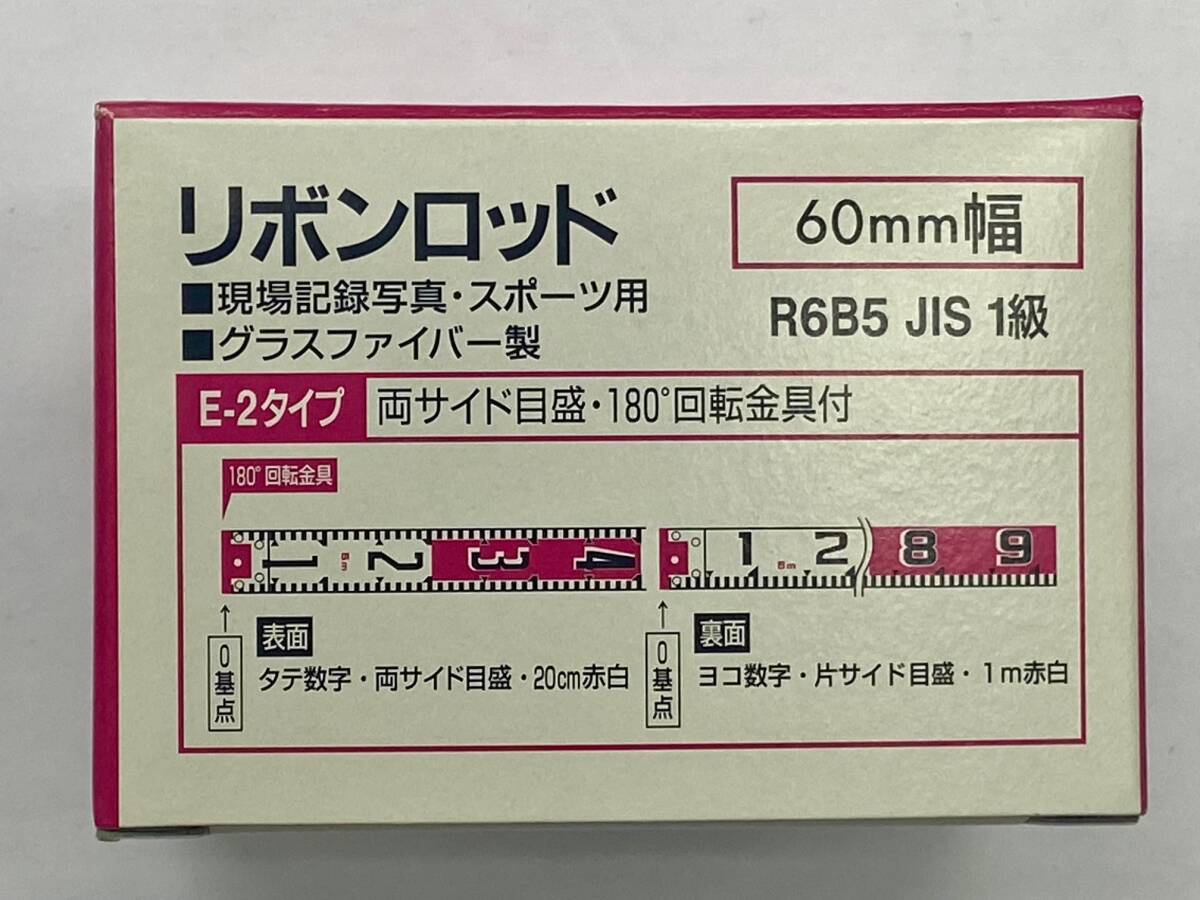 リボンロッド
60mm幅
■現場記録写真・スポーツ用
■グラスファイバー製
R6B5 JIS 1級
E-2タイプ 両サイド目盛・180°回転金具付
180°回転金具
1 5m 2 3 4
1 5m 2 8 9
0基点
表面
タテ数字・両サイド目盛・20cm赤白
0基点
裏面
ヨコ数字・片サイド目盛・1m赤白